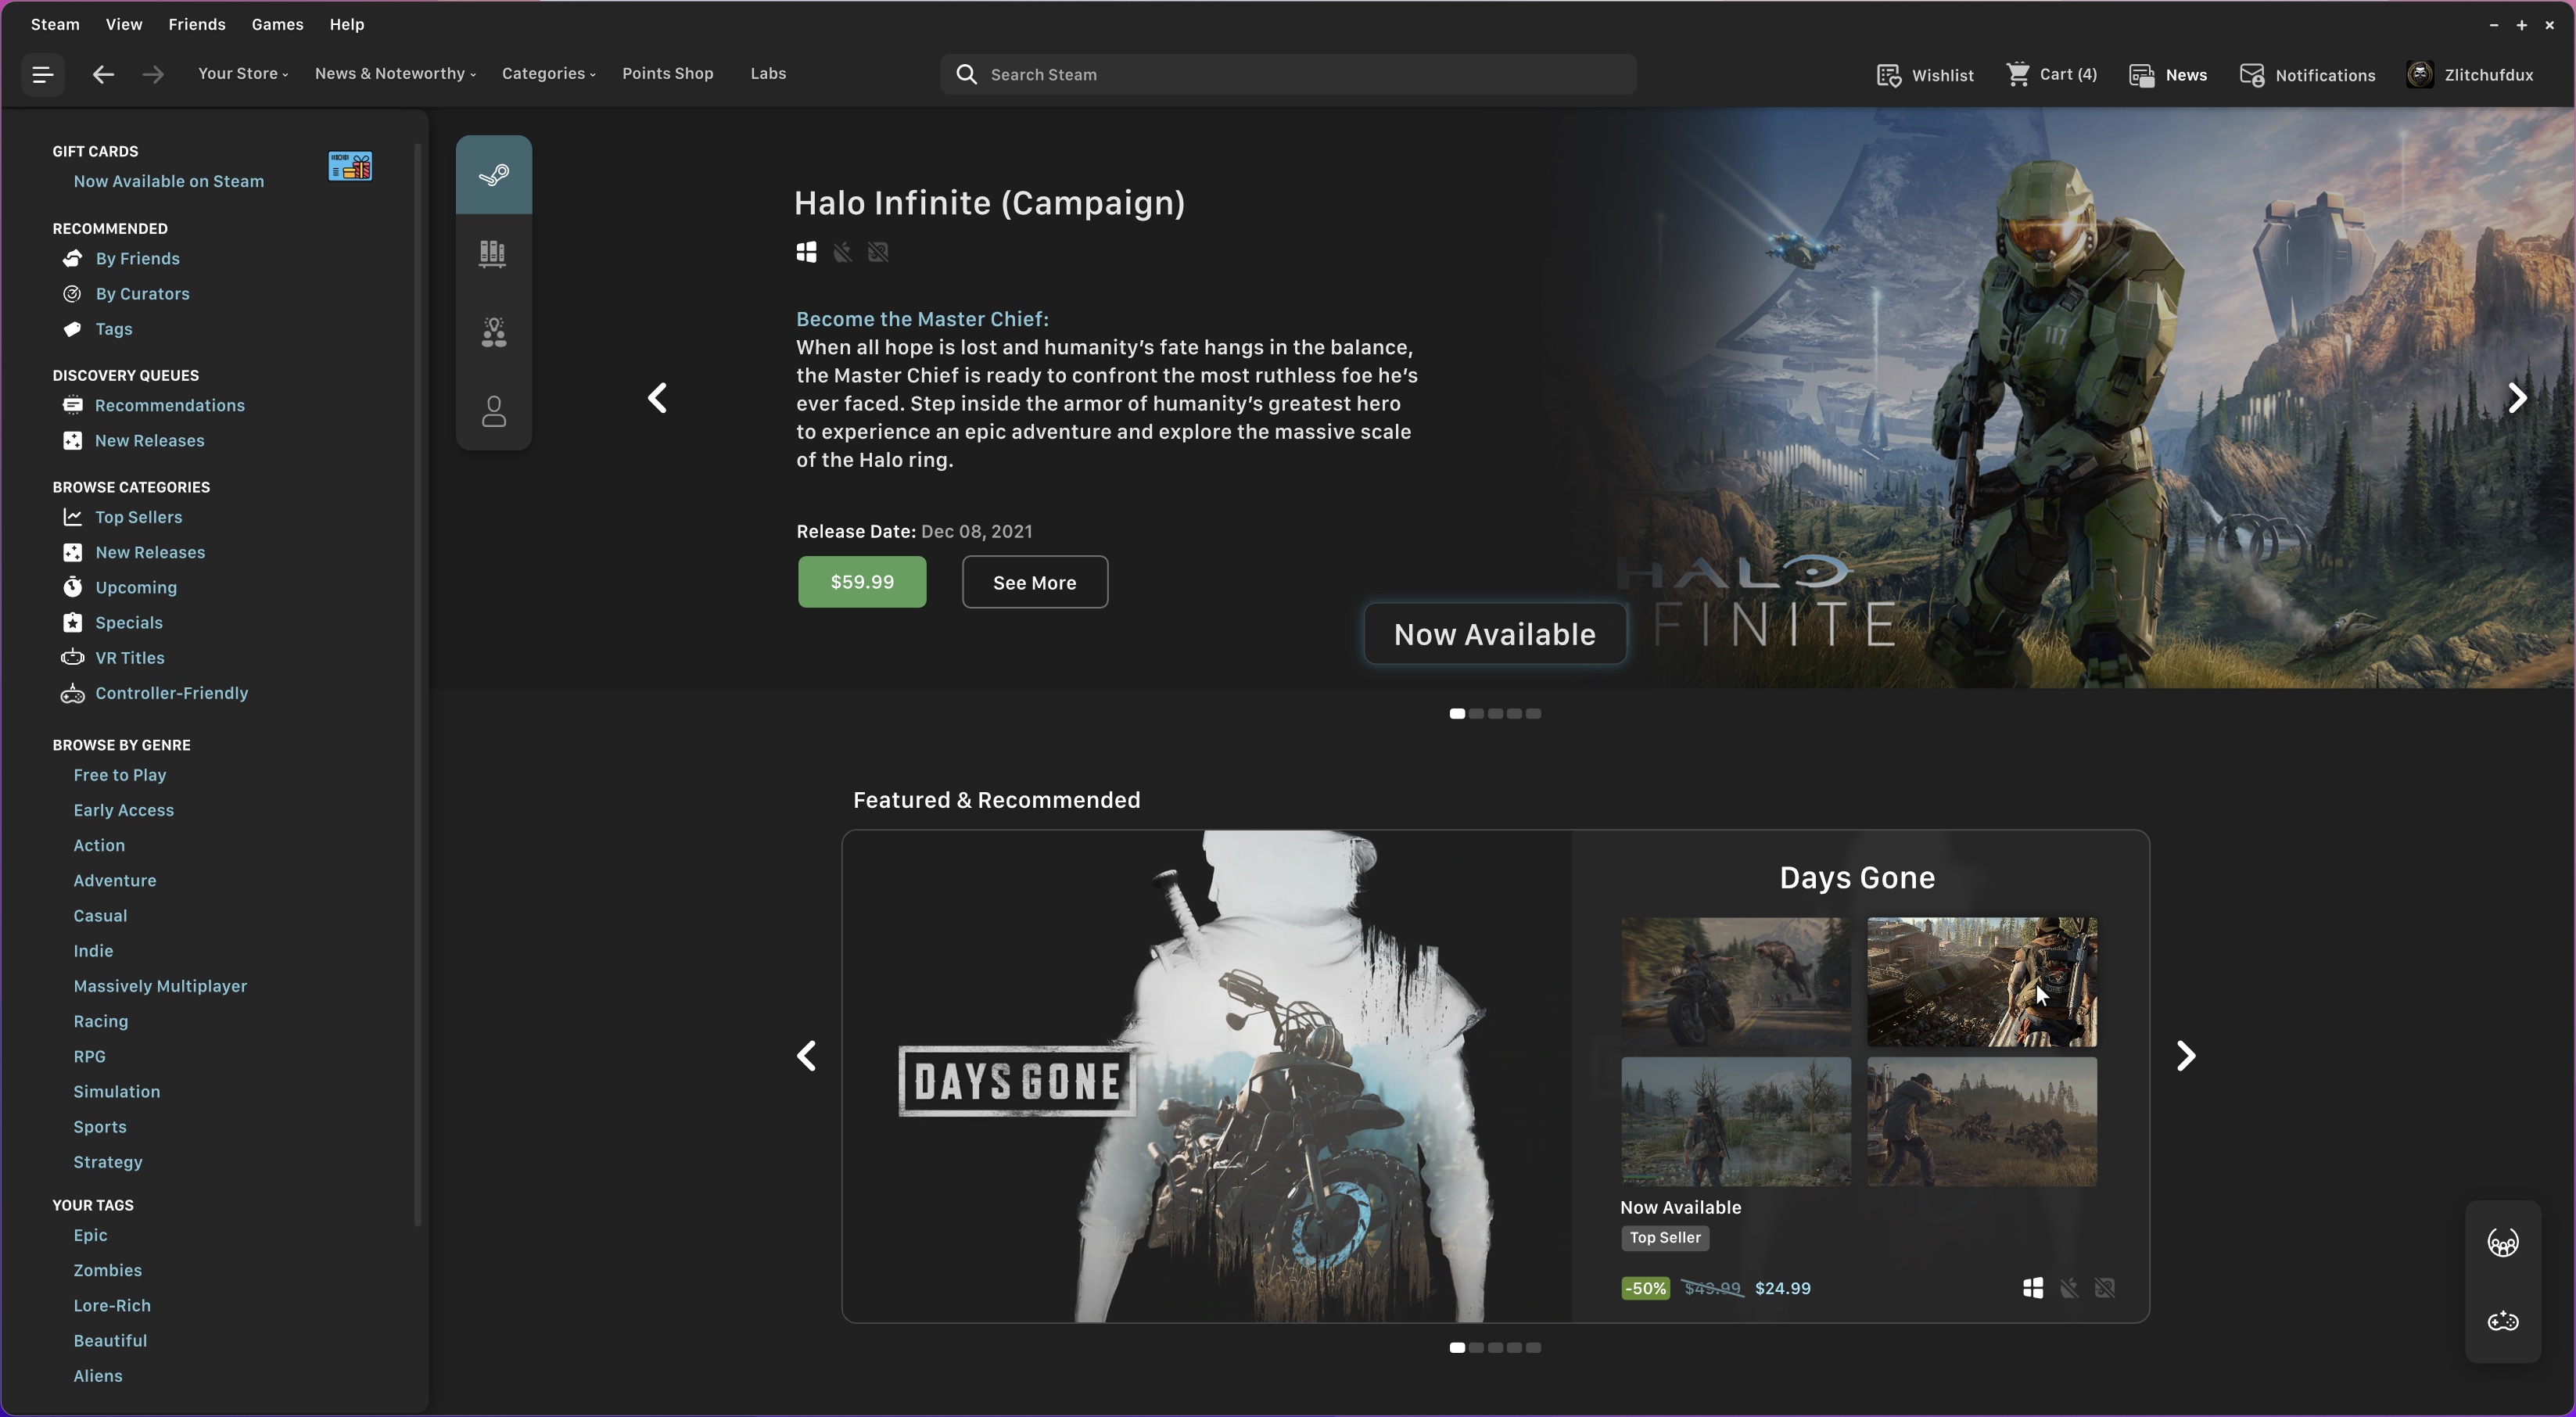 Steam View Friends Games Help
Your Store News & Noteworthy Categories Points Shop Labs
Search Steam
Wishlist Cart (4) News Notifications Zlitchufdux
GIFT CARDS
Now Available on Steam
RECOMMENDED
By Friends
By Curators
Tags
DISCOVERY QUEUES
Recommendations
New Releases
BROWSE CATEGORIES
Top Sellers
New Releases
Upcoming
Specials
VR Titles
Controller-Friendly
BROWSE BY GENRE
Free to Play
Early Access
Action
Adventure
Casual
Indie
Massively Multiplayer
Racing
RPG
Simulation
Sports
Strategy
YOUR TAGS
Epic
Zombies
Lore-Rich
Beautiful
Aliens
Halo Infinite (Campaign)
Become the Master Chief:
When all hope is lost and humanity’s fate hangs in the balance,
the Master Chief is ready to confront the most ruthless foe he’s
ever faced. Step inside the armor of humanity’s greatest hero
to experience an epic adventure and explore the massive scale
of the Halo ring.
Release Date: Dec 08, 2021
$59.99 See More
Now Available
HALO
FINITE
117
Featured & Recommended
DAYS GONE
Days Gone
Now Available
Top Seller
-50% $49.99 $24.99